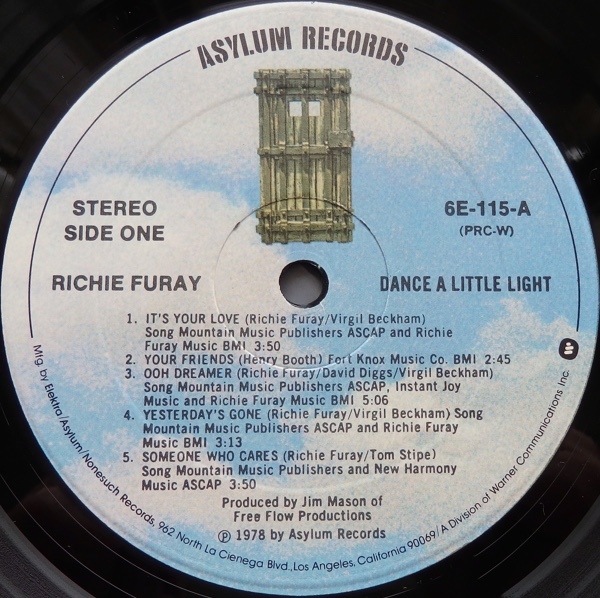 ASYLUM RECORDS
STEREO
SIDE ONE
6E-115-A
(PRC-W)
RICHIE FURAY
DANCE A LITTLE LIGHT
1. IT'S YOUR LOVE (Richie Furay/Virgil Beckham)
Song Mountain Music Publishers ASCAP and Richie
Furay Music BMI 3:50
2. YOUR FRIENDS (Henry Booth) Fort Knox Music Co. BMI 2:45
3. OOH DREAMER (Richie Furay/David Diggs/Virgil Beckham)
Song Mountain Music Publishers ASCAP, Instant Joy
Music and Richie Furay Music BMI 5:06
4. YESTERDAY'S GONE (Richie Furay/Virgil Beckham) Song
Mountain Music Publishers ASCAP and Richie Furay
Music BMI 3:13
5. SOMEONE WHO CARES (Richie Furay/Tom Stipe)
Song Mountain Music Publishers and New Harmony
Music ASCAP 3:50
Produced by Jim Mason of
Free Flow Productions
℗ 1978 by Asylum Records
Mfg. by Elektra/Asylum/Nonesuch Records, 962 North La Cienega Blvd., Los Angeles, California 90069/A Division of Warner Communications Inc.